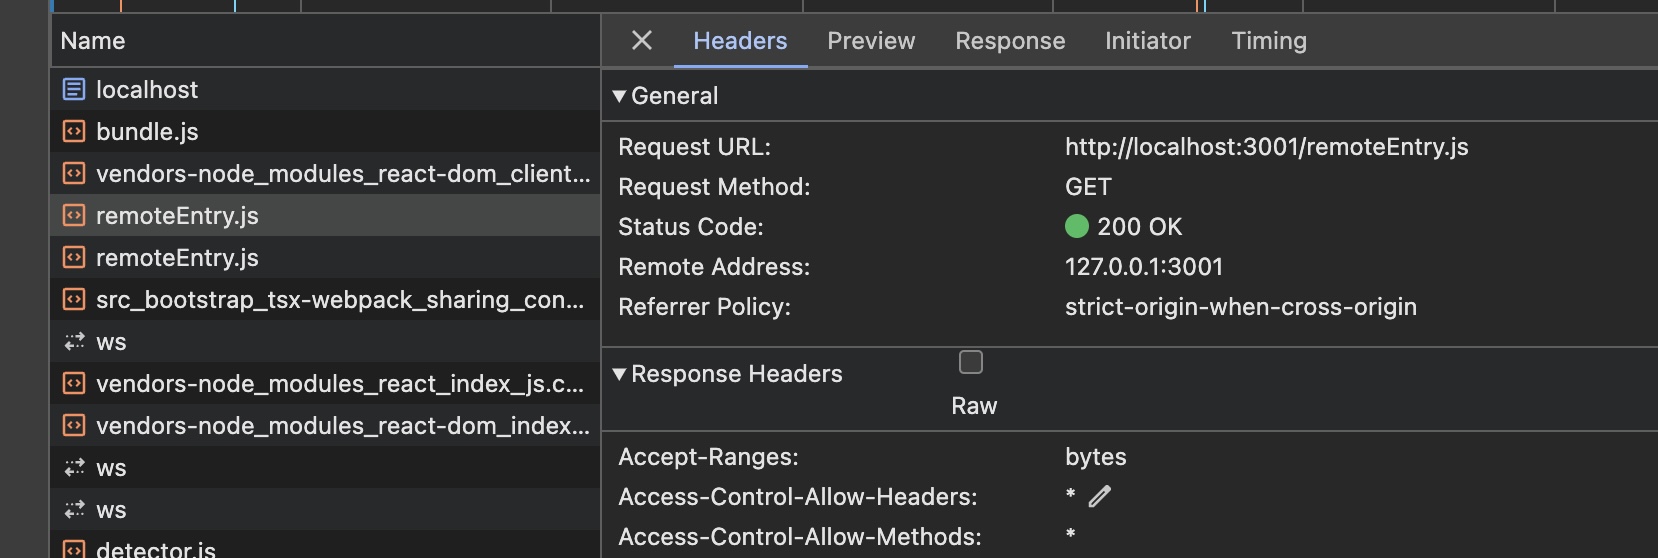 Name
localhost
bundle.js
vendors-node_modules_react-dom_client...
remoteEntry.js
remoteEntry.js
src_bootstrap_tsx-webpack_sharing_con...
ws
vendors-node_modules_react_index_js.c...
vendors-node_modules_react-dom_index...
ws
ws
detector.js
Headers Preview Response Initiator Timing
General
Request URL: http://localhost:3001/remoteEntry.js
Request Method: GET
Status Code: 200 OK
Remote Address: 127.0.0.1:3001
Referrer Policy: strict-origin-when-cross-origin
Response Headers
Raw
Accept-Ranges: bytes
Access-Control-Allow-Headers: *
Access-Control-Allow-Methods: *